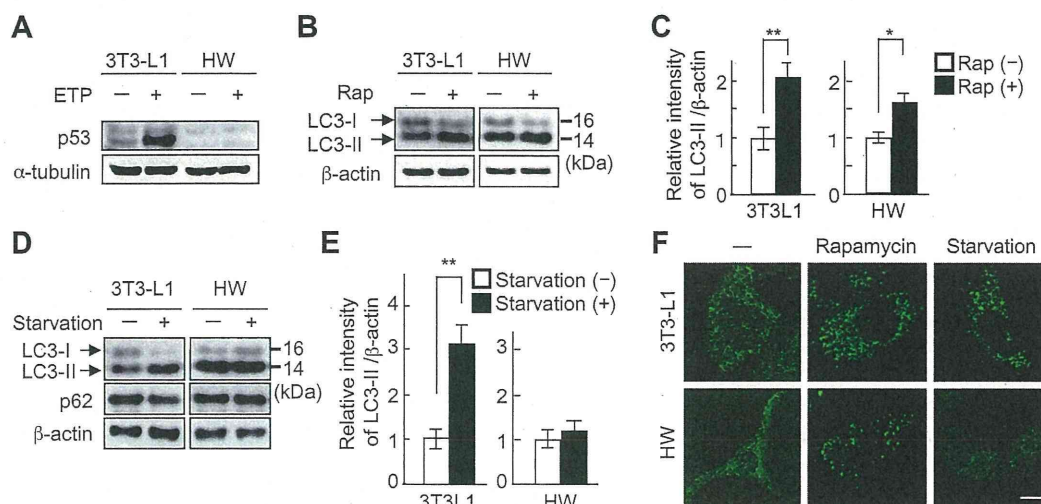 A
3T3-L1 HW
ETP — + — +
p53
α-tubulin
B
3T3-L1 HW
Rap — + — +
LC3-I 16
LC3-II 14
(kDa)
β-actin
C
Relative intensity
of LC3-II /β-actin
2
1
0
**
3T3L1
2
1
0
*
HW
Rap (−)
Rap (+)
D
3T3-L1 HW
Starvation — + — +
LC3-I 16
LC3-II 14
(kDa)
p62
β-actin
E
Relative intensity
of LC3-II /β-actin
4
3
2
1
0
**
3T3L1
3
2
1
0
HW
Starvation (−)
Starvation (+)
F
— Rapamycin Starvation
3T3-L1
HW